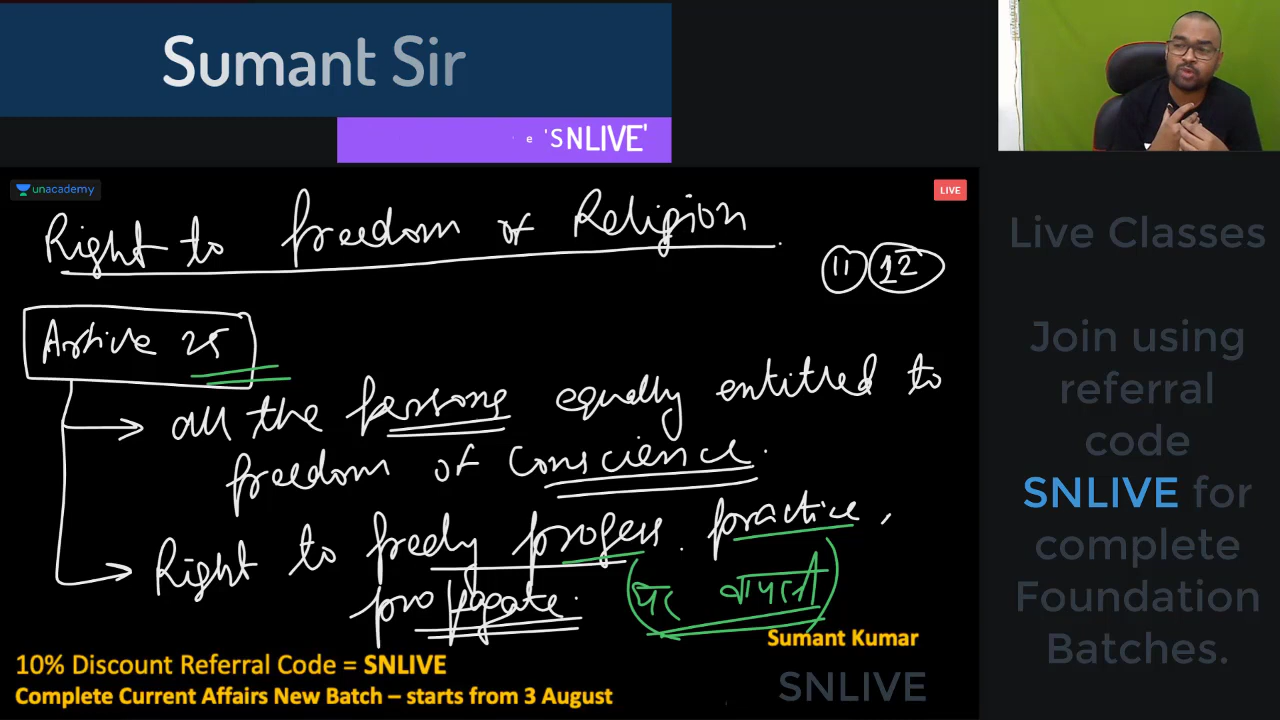 Sumant Sir
e 'SNLIVE'
unacademy
LIVE
Right to freedom of Religion.
11 12
Artive 25
all the persons equally entitled to
freedom of Conscience.
Right to freely profess. practice,
propagate. (घर वापसी)
Sumant Kumar
SNLIVE
10% Discount Referral Code = SNLIVE
Complete Current Affairs New Batch – starts from 3 August
Live Classes
Join using
referral
code
SNLIVE for
complete
Foundation
Batches.